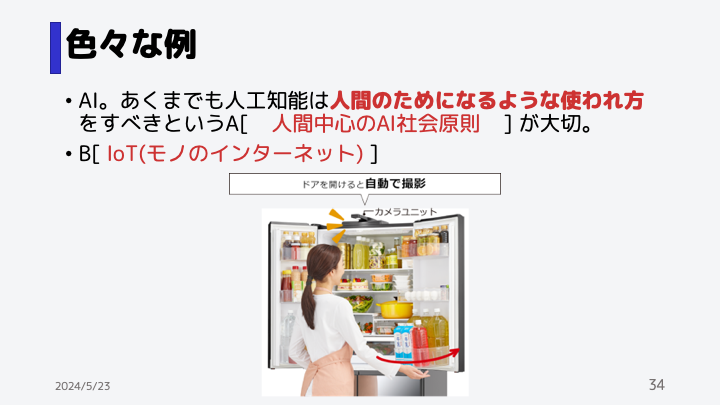 色々な例
• AI。あくまでも人工知能は人間のためになるような使われ方
をすべきというA[　人間中心のAI社会原則　] が大切。
• B[ IoT(モノのインターネット) ]
ドアを開けると自動で撮影
カメラユニット
2024/5/23
34